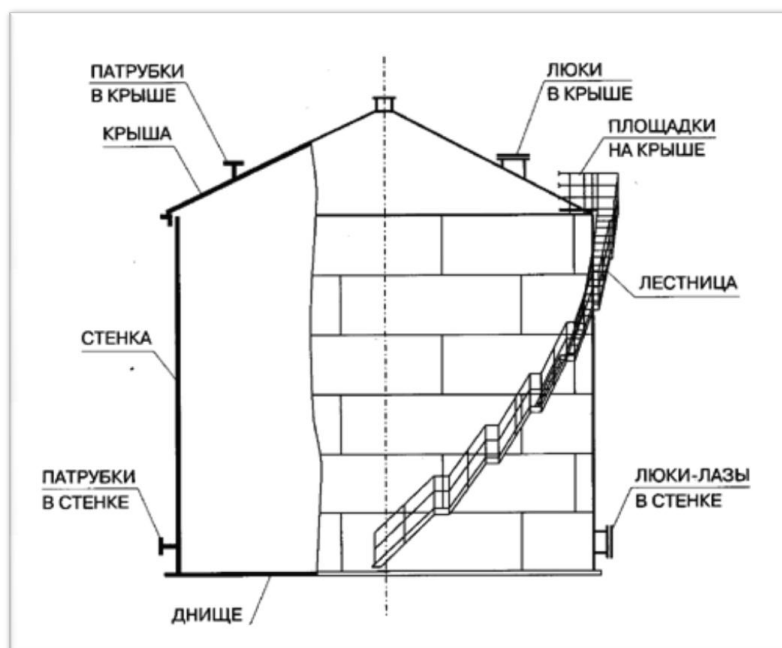 ПАТРУБКИ
В КРЫШЕ
КРЫША
ЛЮКИ
В КРЫШЕ
ПЛОЩАДКИ
НА КРЫШЕ
ЛЕСТНИЦА
СТЕНКА
ПАТРУБКИ
В СТЕНКЕ
ЛЮКИ-ЛАЗЫ
В СТЕНКЕ
ДНИЩЕ